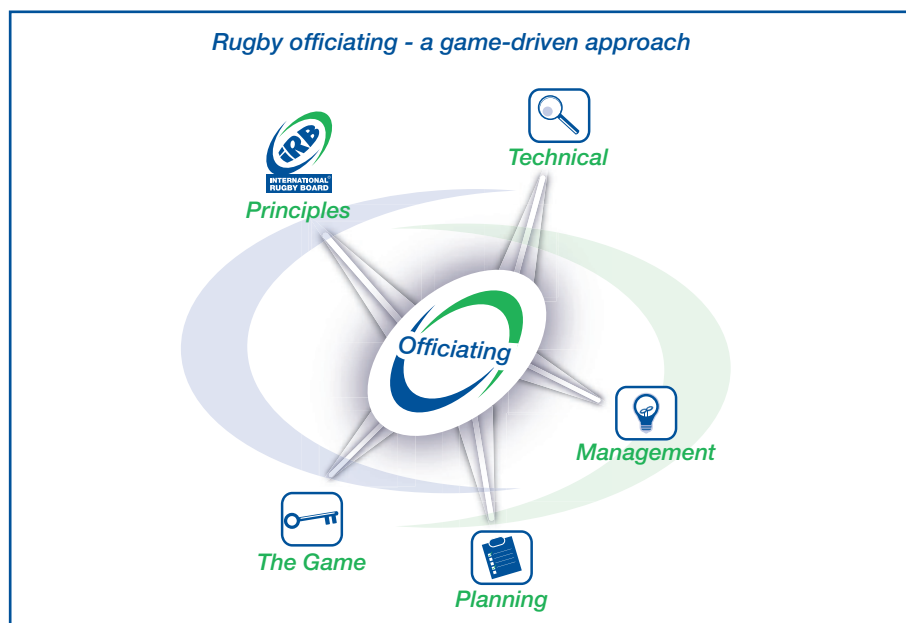 Rugby officiating - a game-driven approach
Technical
iRB
INTERNATIONAL
RUGBY BOARD
Principles
Officiating
Management
The Game
Planning